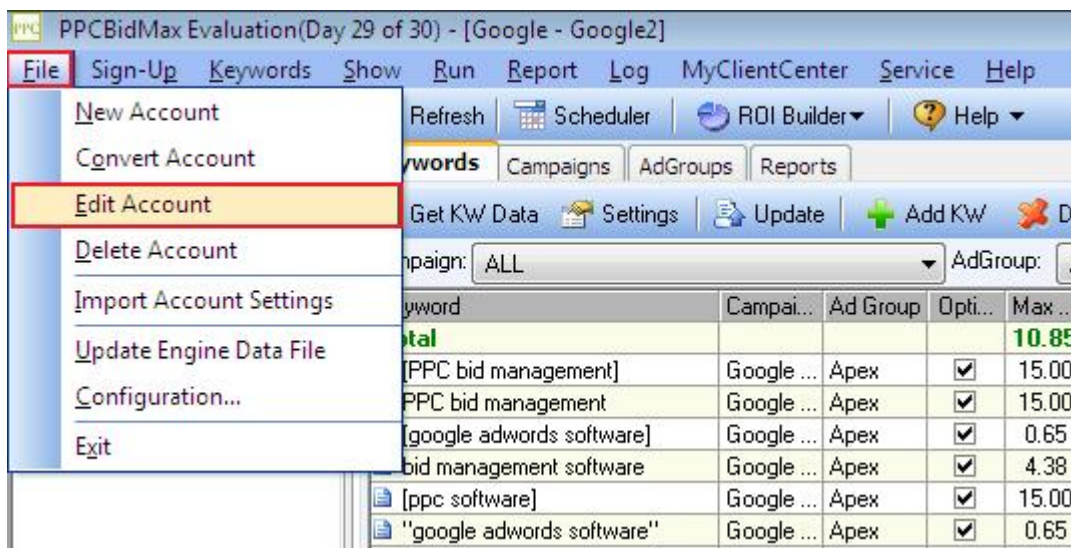 PPC PPCBidMax Evaluation(Day 29 of 30) - [Google - Google2]
File Sign-Up Keywords Show Run Report Log MyClientCenter Service Help
New Account Refresh Scheduler ROI Builder Help
Convert Account ywords Campaigns AdGroups Reports
Edit Account Get KW Data Settings Update Add KW D
Delete Account npaign: ALL AdGroup:
Import Account Settings yword Campai... Ad Group Opti... Max ...
otal 10.85
Update Engine Data File [PPC bid management] Google ... Apex 15.00
Configuration... PPC bid management Google ... Apex 15.00
Exit [google adwords software] Google ... Apex 0.65
bid management software Google ... Apex 4.38
[ppc software] Google ... Apex 15.00
"google adwords software" Google ... Apex 0.65